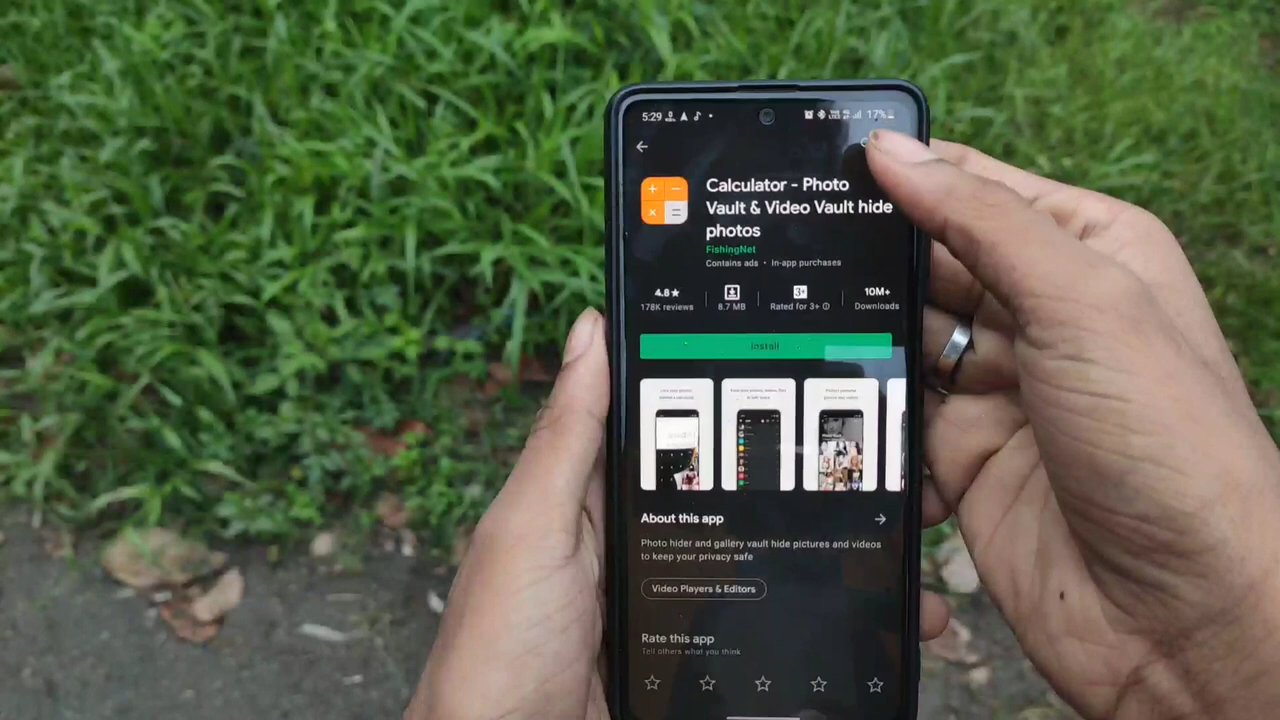 5:29
17%
Calculator - Photo
Vault & Video Vault hide
photos
FishingNet
Contains ads • In-app purchases
4.8★
178K reviews
8.7 MB
3+
Rated for 3+
10M+
Downloads
Install
About this app
Photo hider and gallery vault hide pictures and videos
to keep your privacy safe
Video Players & Editors
Rate this app
Tell others what you think